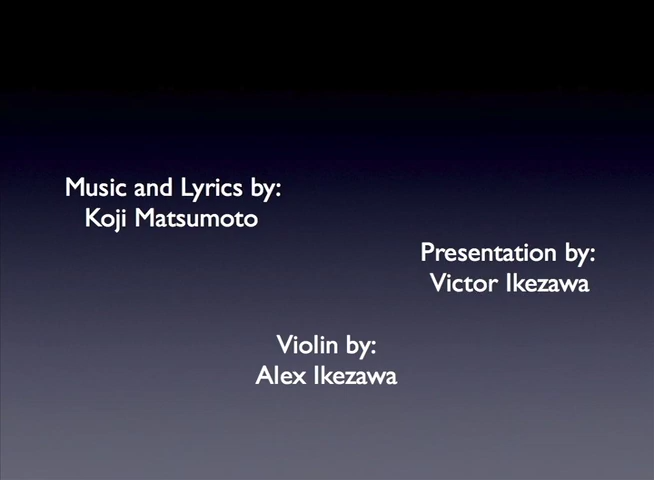 Music and Lyrics by:
Koji Matsumoto
Presentation by:
Victor Ikezawa
Violin by:
Alex Ikezawa